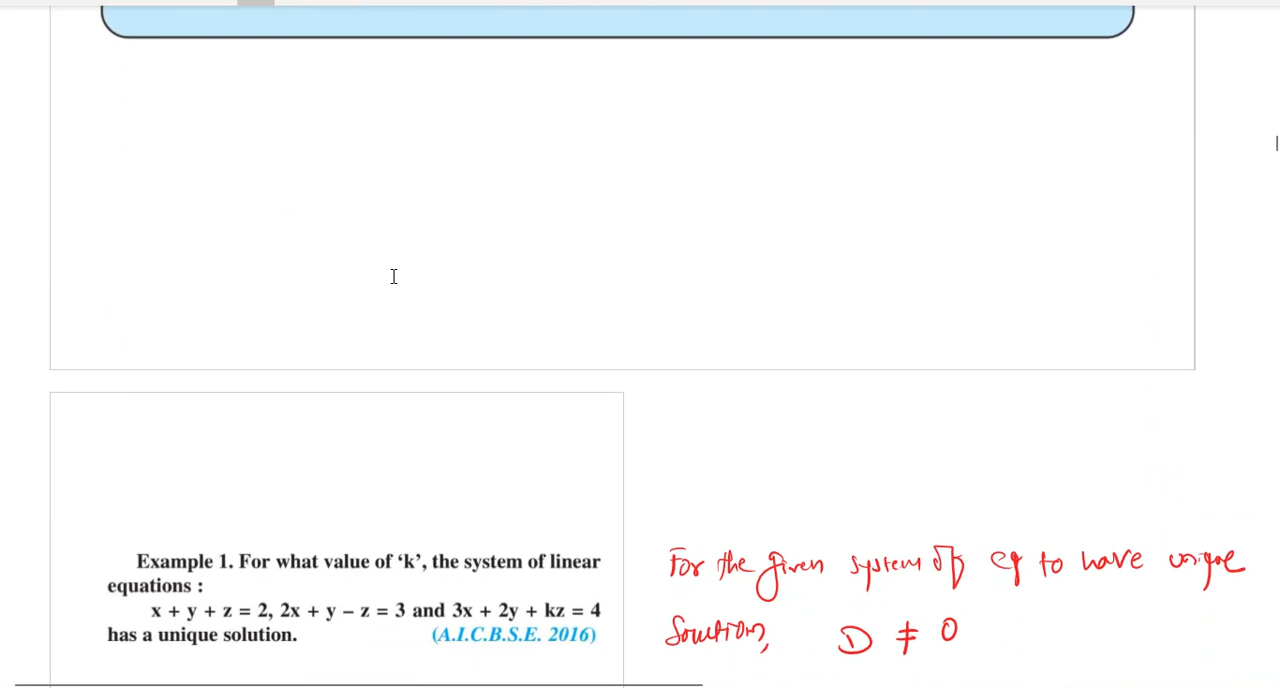 Example 1. For what value of ‘k’, the system of linear
equations :
x + y + z = 2, 2x + y – z = 3 and 3x + 2y + kz = 4
has a unique solution. (A.I.C.B.S.E. 2016)
For the given system of eq to have unique
Solutions, D ≠ 0